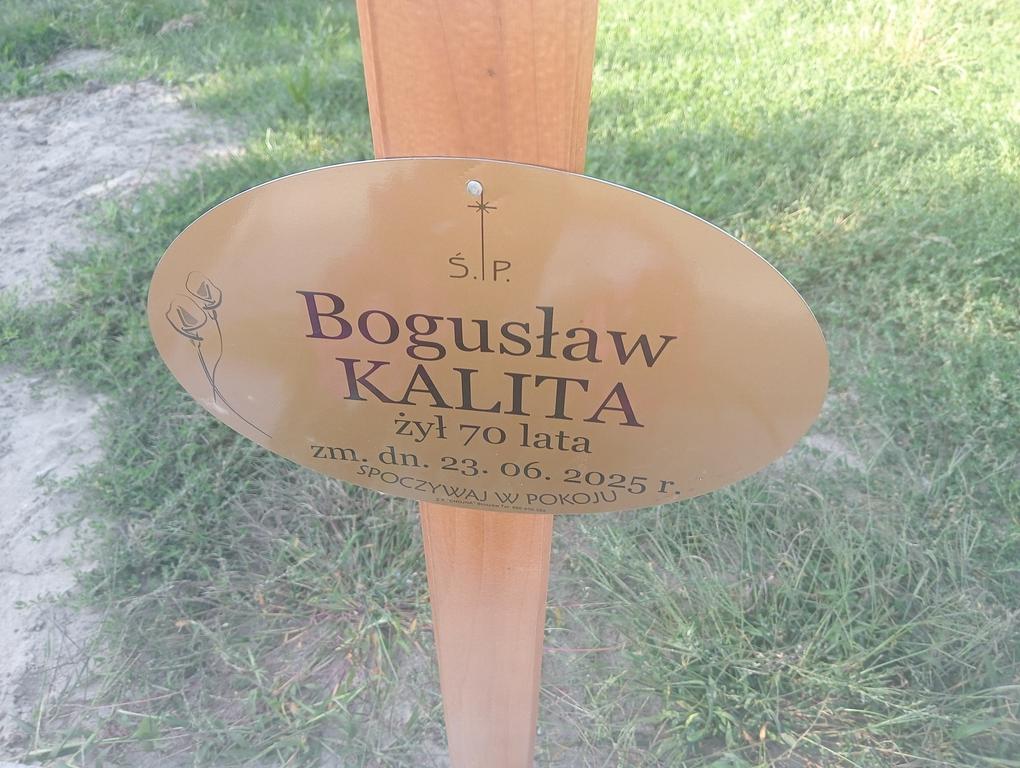 Ś. P.
Bogusław
KALITA
żył 70 lata
zm. dn. 23. 06. 2025 r.
SPOCZYWAJ W POKOJU